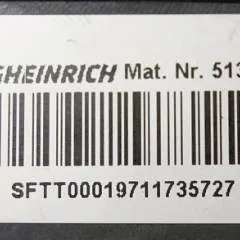 GHEINRICH Mat. Nr. 513
SFTT00019711735727